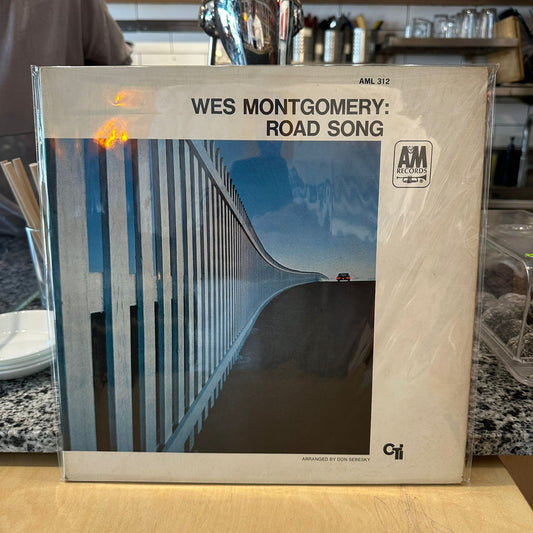 AML 312
WES MONTGOMERY:
ROAD SONG
A&M
RECORDS
ARRANGED BY DON SEBESKY
CTI